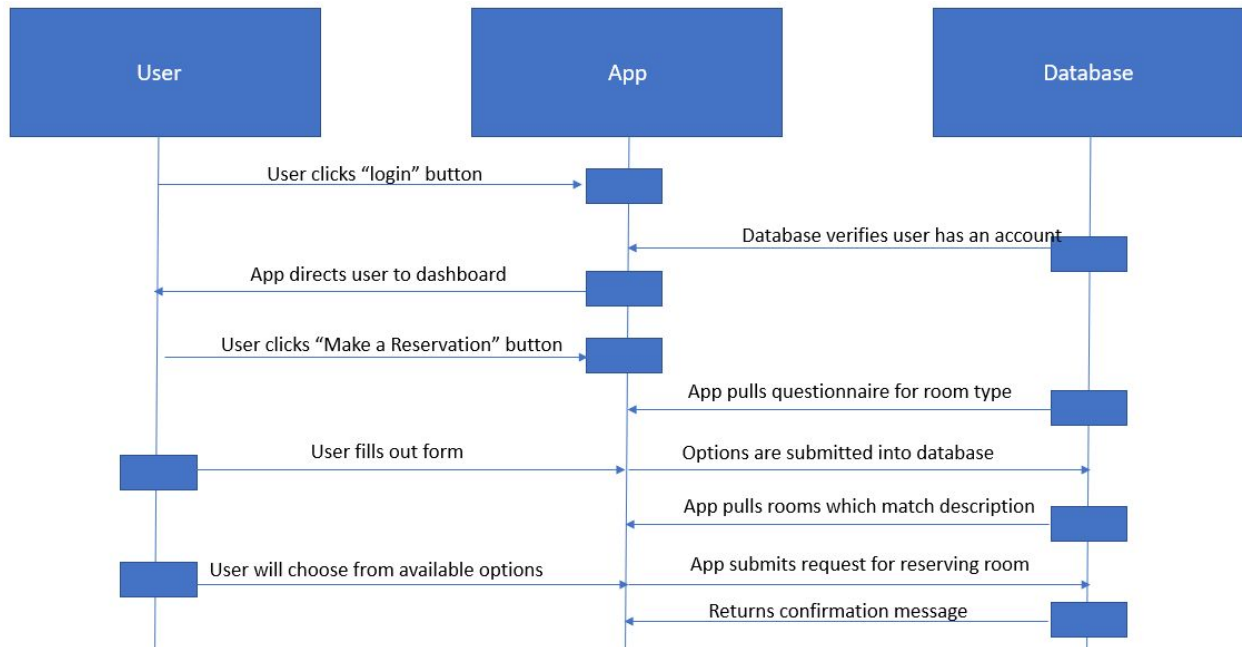 User
App
Database
User clicks “login” button
Database verifies user has an account
App directs user to dashboard
User clicks “Make a Reservation” button
App pulls questionnaire for room type
User fills out form
Options are submitted into database
App pulls rooms which match description
User will choose from available options
App submits request for reserving room
Returns confirmation message